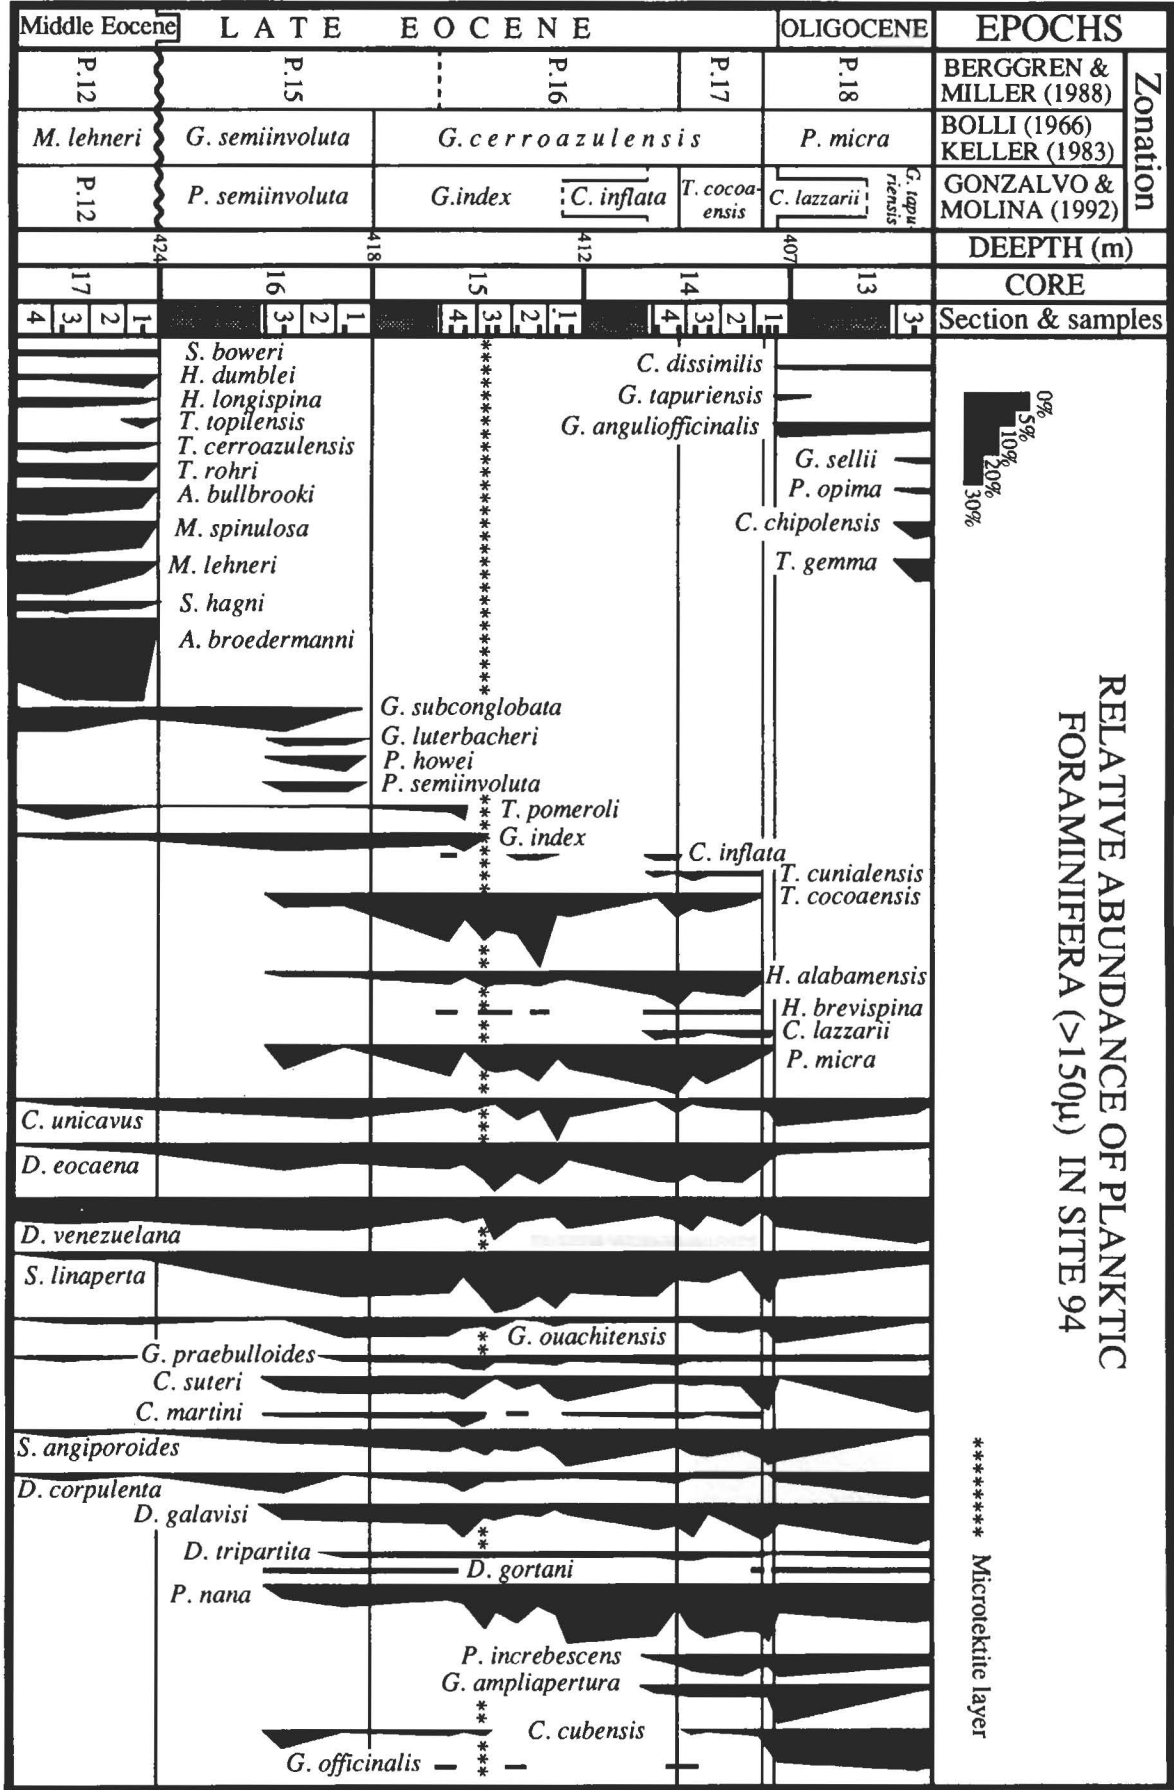 Middle Eocene
LATE EOCENE
OLIGOCENE
EPOCHS
P.12
P.15
P.16
P.17
P.18
BERGGREN &
MILLER (1988)
Zonation
M. lehneri
G. semiinvoluta
G. cerroazulensis
P. micra
BOLLI (1966)
KELLER (1983)
P.12
P. semiinvoluta
G.index
C. inflata
T. cocoa-
ensis
C. lazzarii
G. tapu-
riensis
GONZALVO &
MOLINA (1992)
424
418
412
407
DEEPTH (m)
17
16
15
14
13
CORE
4 3 2 1
3 2 1
4 3 2 1
4 3 2 1
3
Section & samples
S. boweri
H. dumblei
H. longispina
T. topilensis
T. cerroazulensis
T. rohri
A. bullbrooki
M. spinulosa
M. lehneri
S. hagni
A. broedermanni
C. dissimilis
G. tapuriensis
G. anguliofficinalis
G. sellii
P. opima
C. chipolensis
T. gemma
0%
5%
10%
20%
30%
RELATIVE ABUNDANCE OF PLANKTIC
FORAMINIFERA (>150μ) IN SITE 94
G. subconglobata
G. luterbacheri
P. howei
P. semiinvoluta
T. pomeroli
G. index
C. inflata
T. cunialensis
T. cocoaensis
H. alabamensis
H. brevispina
C. lazzarii
P. micra
C. unicavus
D. eocaena
D. venezuelana
S. linaperta
G. ouachitensis
G. praebulloides
C. suteri
C. martini
S. angiporoides
D. corpulenta
D. galavisi
D. tripartita
D. gortani
P. nana
P. increbescens
G. ampliapertura
C. cubensis
G. officinalis
******** Microtektite layer